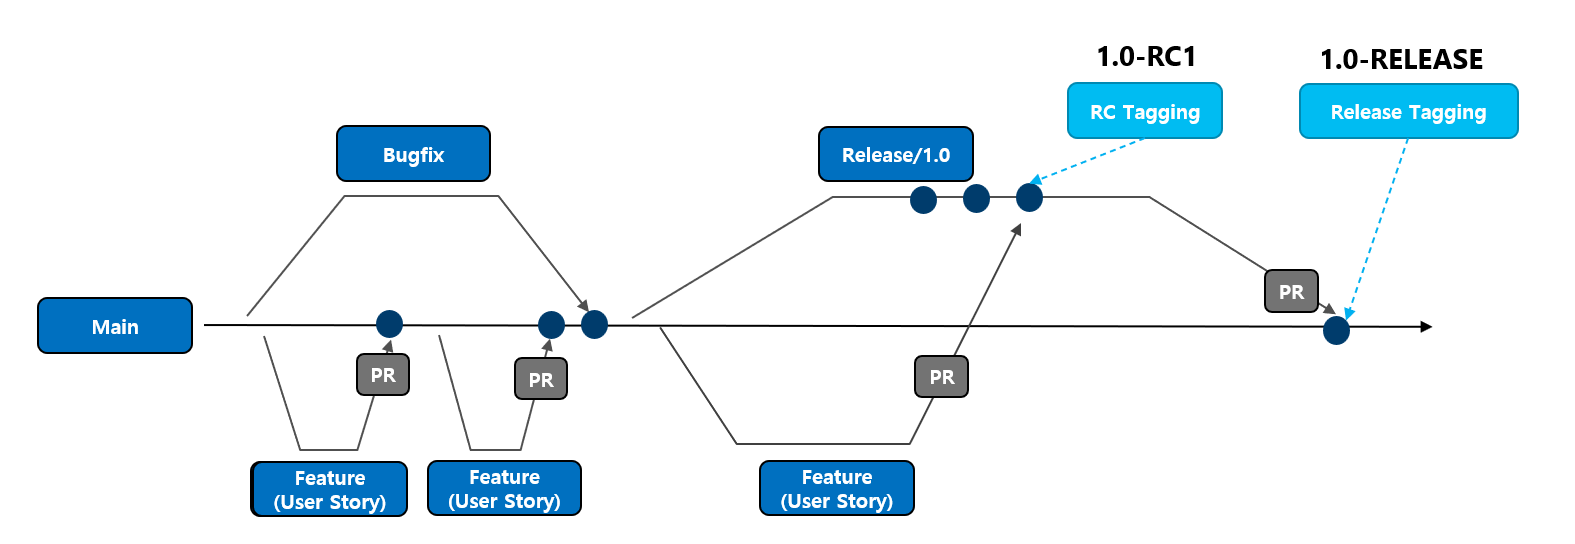 1.0-RC1
1.0-RELEASE
RC Tagging
Release Tagging
Bugfix
Release/1.0
PR
Main
PR
PR
PR
Feature
(User Story)
Feature
(User Story)
Feature
(User Story)